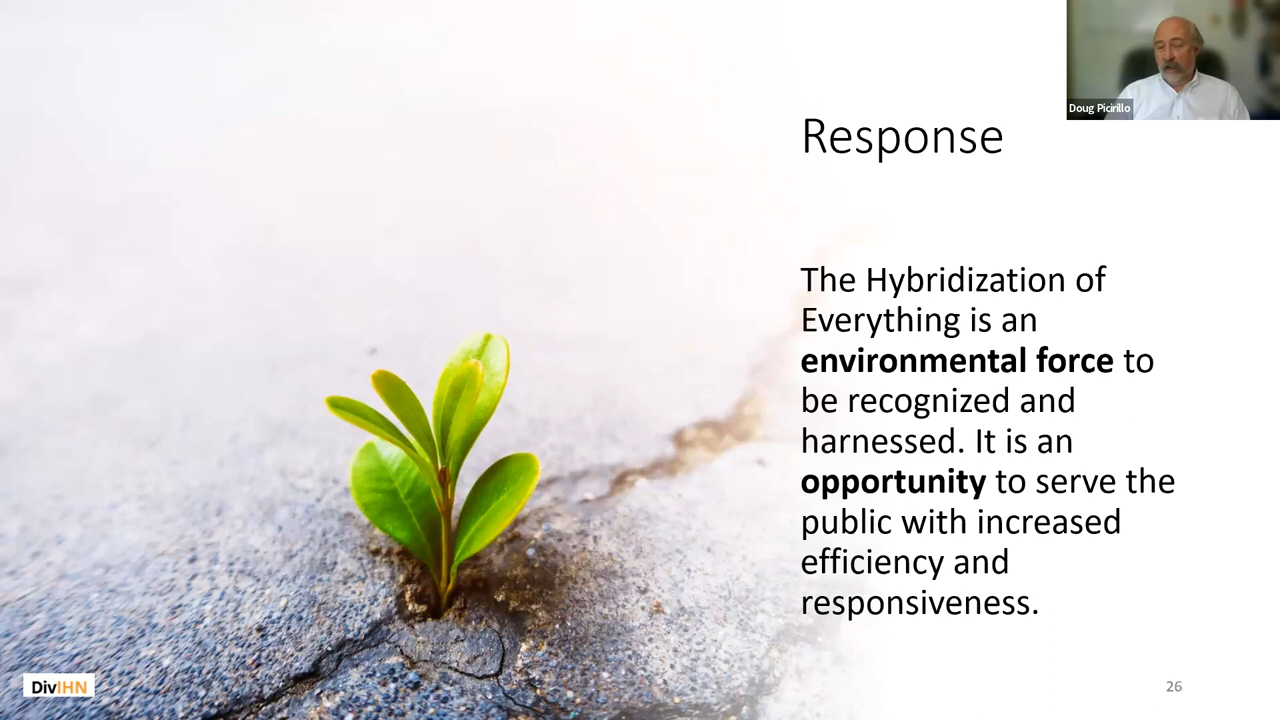 Doug Picirillo
Response
The Hybridization of
Everything is an
environmental force to
be recognized and
harnessed. It is an
opportunity to serve the
public with increased
efficiency and
responsiveness.
DivIHN
26